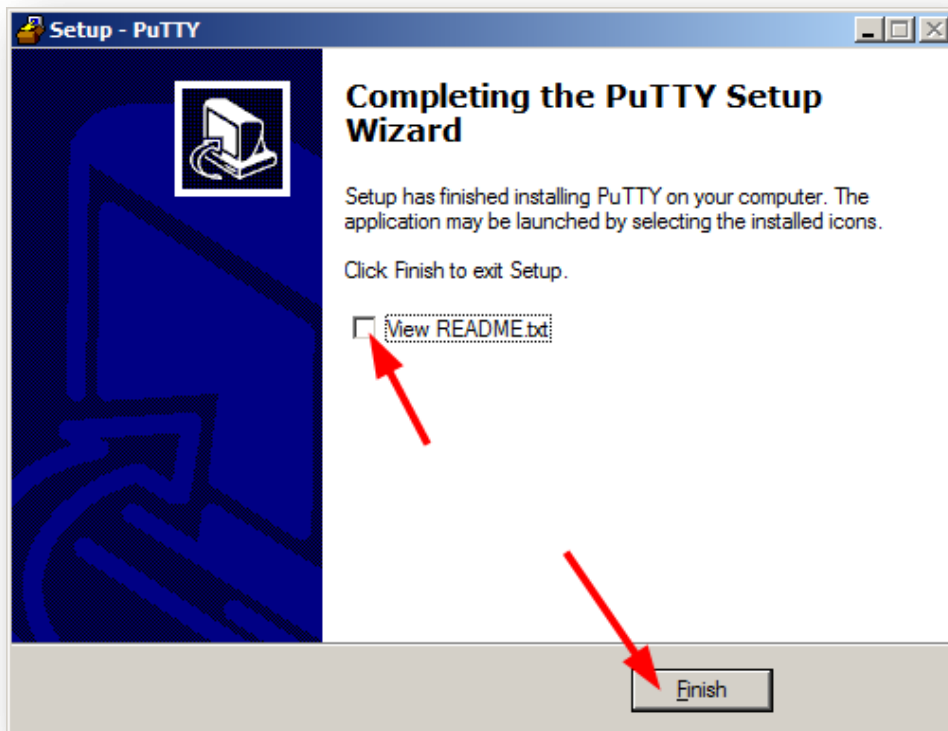 Setup - PuTTY
Completing the PuTTY Setup
Wizard
Setup has finished installing PuTTY on your computer. The
application may be launched by selecting the installed icons.
Click Finish to exit Setup.
View README.txt
Finish